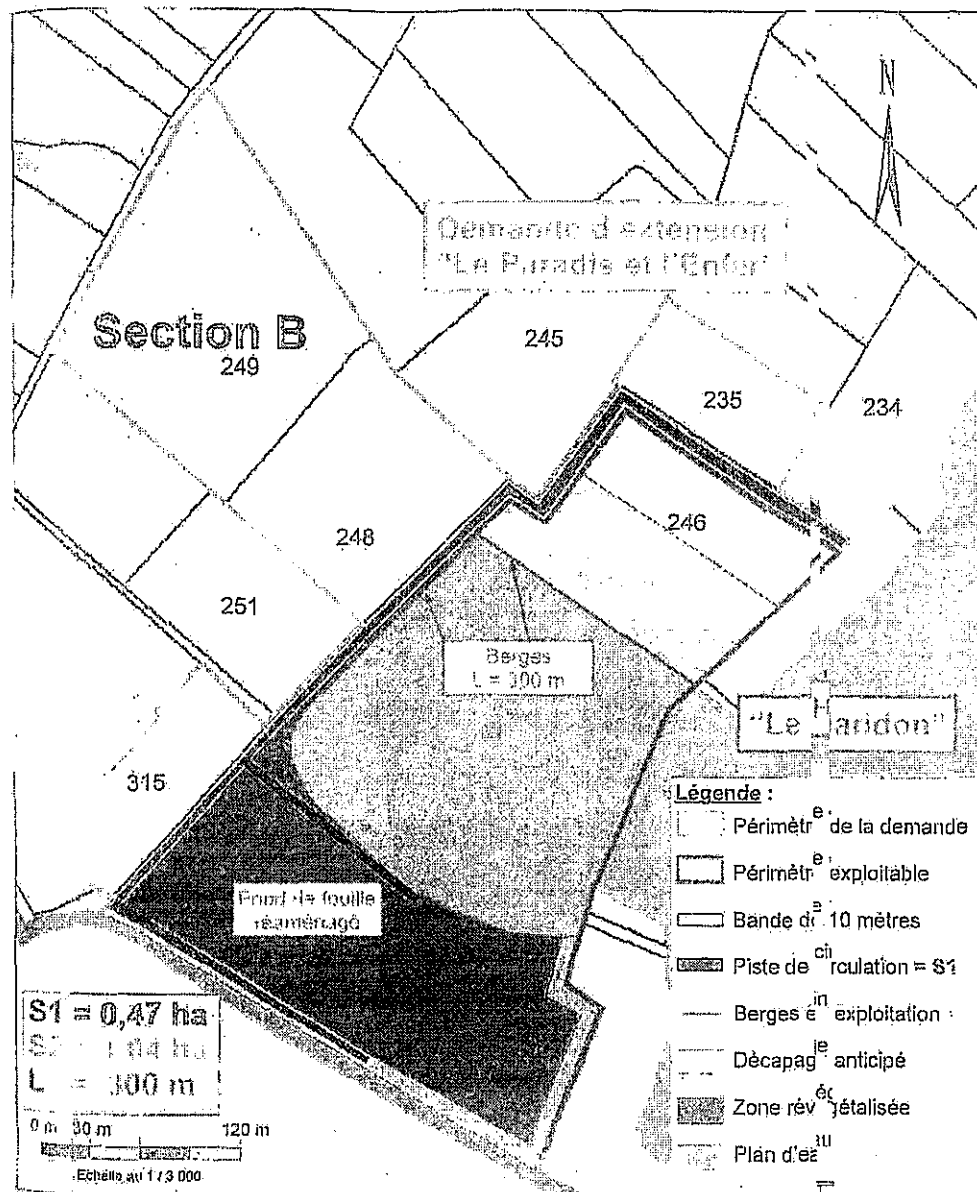 N
Demande d'extension
"Le Paradis et l'Enfer"
Section B
249
245
235
234
248
246
251
Berges
L = 300 m
"Le
315
Fond de fouille
réaménagé
Légende :
Périmètre de la demande
Périmètre exploitable
Bande de 10 mètres
Piste de circulation = S1
Berges en exploitation
Décapage anticipé
Zone révégétalisée
Plan d'eau
S1 = 0,47 ha
L = 300 m
0 m 30 m 120 m
Echelle au 1 / 3 000